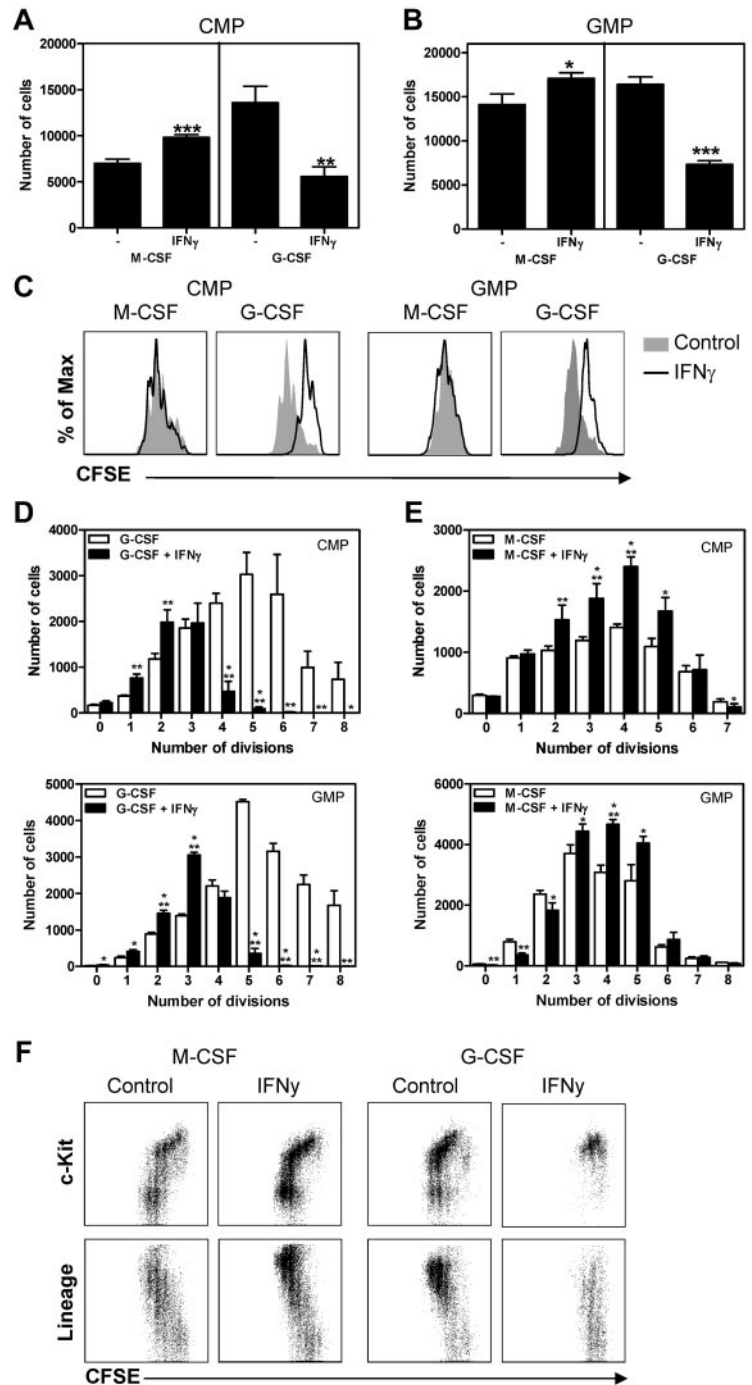 A
CMP
Number of cells
20000
15000
10000
5000
0
***
**
- IFNγ - IFNγ
M-CSF G-CSF
B
GMP
Number of cells
20000
15000
10000
5000
0
*
***
- IFNγ - IFNγ
M-CSF G-CSF
C
CMP GMP
M-CSF G-CSF M-CSF G-CSF
% of Max
Control
IFNγ
CFSE
D
Number of cells
4000
3000
2000
1000
0
G-CSF
G-CSF + IFNγ
CMP
** ** * ** * ** ** ** *
0 1 2 3 4 5 6 7 8
Number of divisions
Number of cells
5000
4000
3000
2000
1000
0
G-CSF
G-CSF + IFNγ
GMP
* * * ** * ** * ** * ** * ** **
0 1 2 3 4 5 6 7 8
Number of divisions
E
Number of cells
3000
2000
1000
0
M-CSF
M-CSF + IFNγ
CMP
** * ** * ** * *
0 1 2 3 4 5 6 7
Number of divisions
Number of cells
6000
4000
2000
0
M-CSF
M-CSF + IFNγ
GMP
** ** * * * ** *
0 1 2 3 4 5 6 7 8
Number of divisions
F
M-CSF G-CSF
Control IFNy Control IFNy
c-Kit
Lineage
CFSE